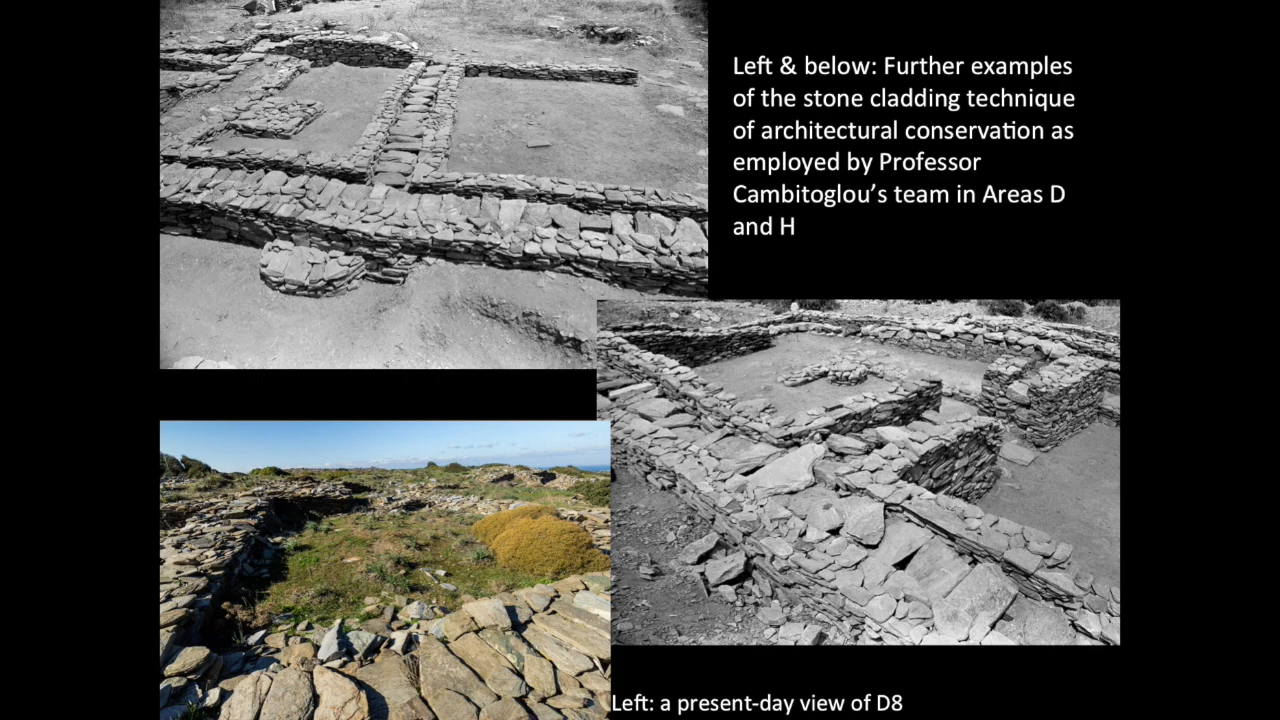 Left & below: Further examples
of the stone cladding technique
of architectural conservation as
employed by Professor
Cambitoglou’s team in Areas D
and H
Left: a present-day view of D8